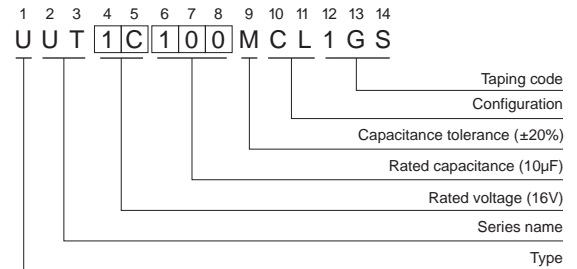 1 2 3 4 5 6 7 8 9 10 11 12 13 14
U U T 1 C 1 0 0 M C L 1 G S
Taping code
Configuration
Capacitance tolerance (±20%)
Rated capacitance (10µF)
Rated voltage (16V)
Series name
Type